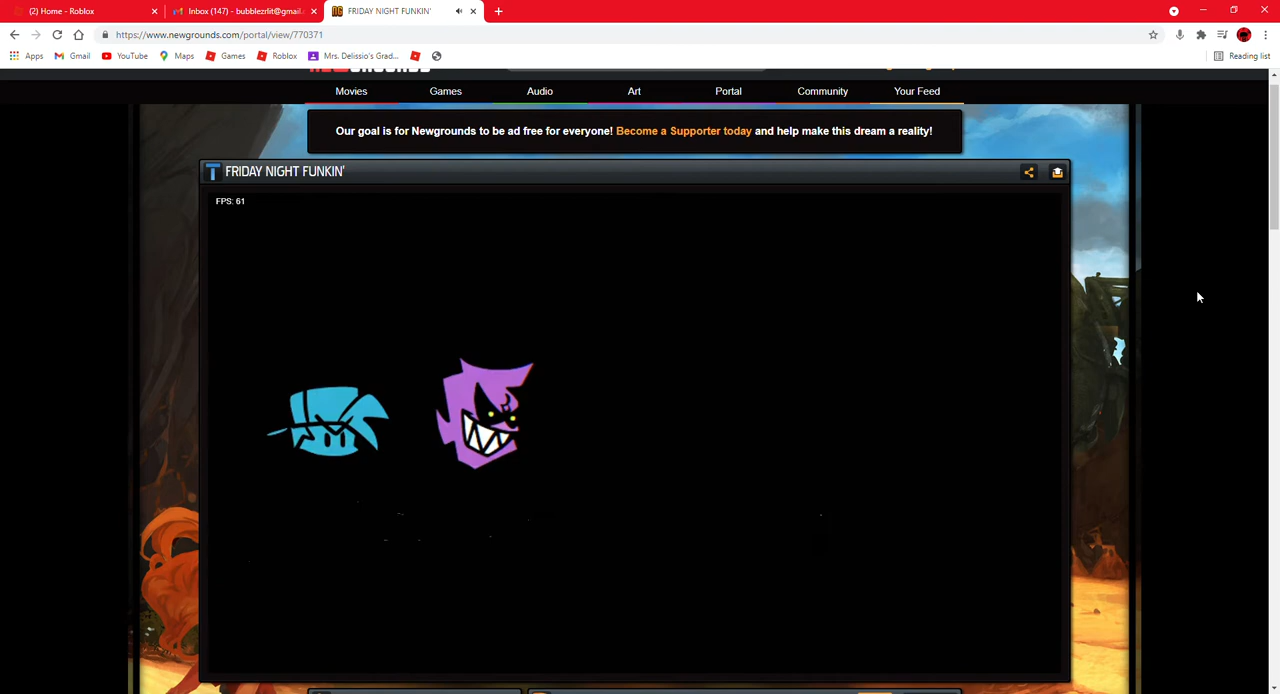 (2) Home - Roblox
Inbox (147) - bubblezrlit@gmail.
FRIDAY NIGHT FUNKIN'
https://www.newgrounds.com/portal/view/770371
Apps Gmail YouTube Maps Games Roblox Mrs. Delissio's Grad... Reading list
Movies Games Audio Art Portal Community Your Feed
Our goal is for Newgrounds to be ad free for everyone! Become a Supporter today and help make this dream a reality!
FRIDAY NIGHT FUNKIN'
FPS: 61